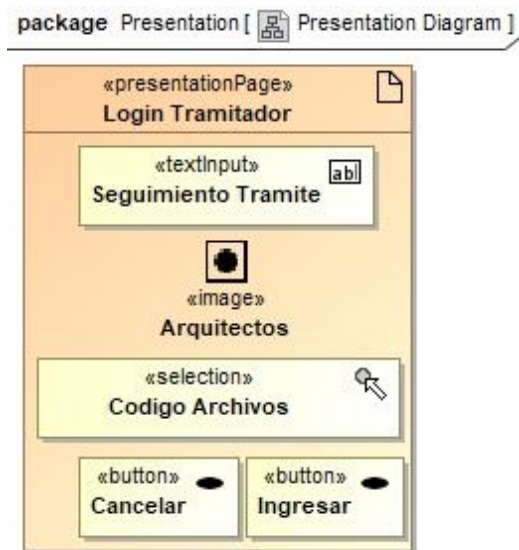 package Presentation [ Presentation Diagram ]
«presentationPage»
Login Tramitador
«textInput»
Seguimiento Tramite
ab
«image»
Arquitectos
«selection»
Codigo Archivos
«button» «button»
Cancelar Ingresar